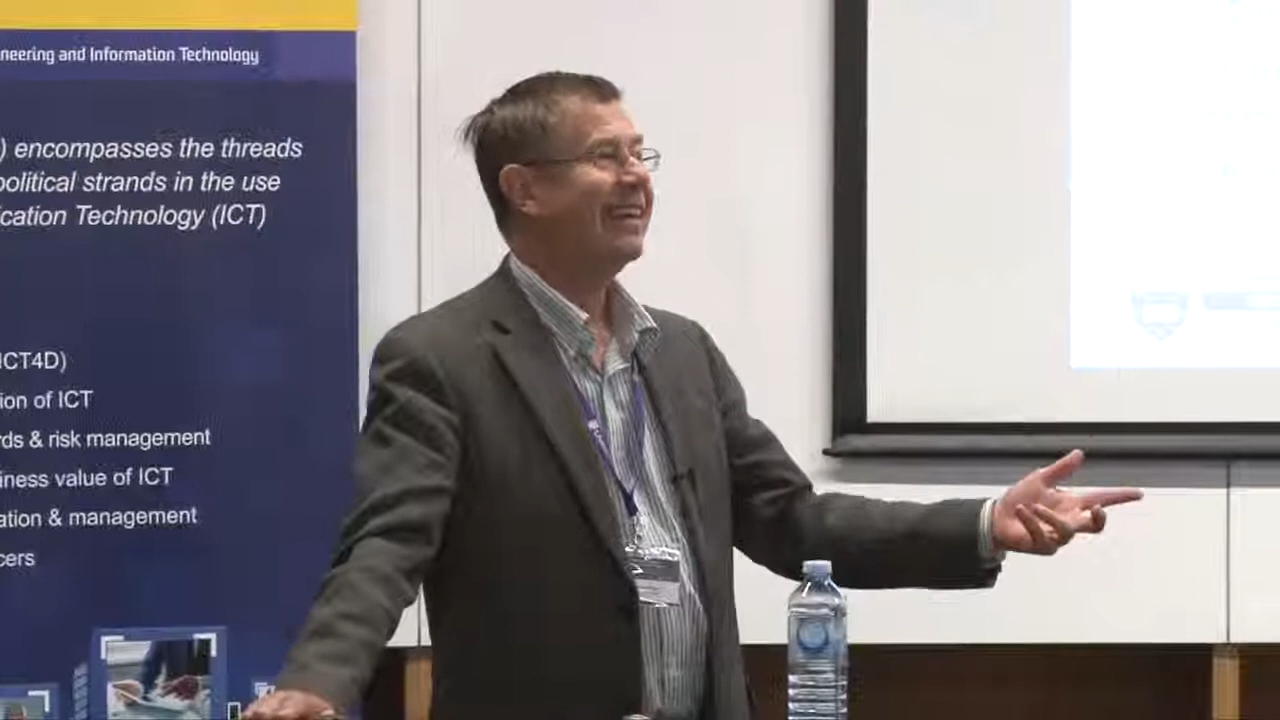 neering and Information Technology
) encompasses the threads
political strands in the use
ication Technology (ICT)
ICT4D)
ion of ICT
rds & risk management
iness value of ICT
ation & management
cers